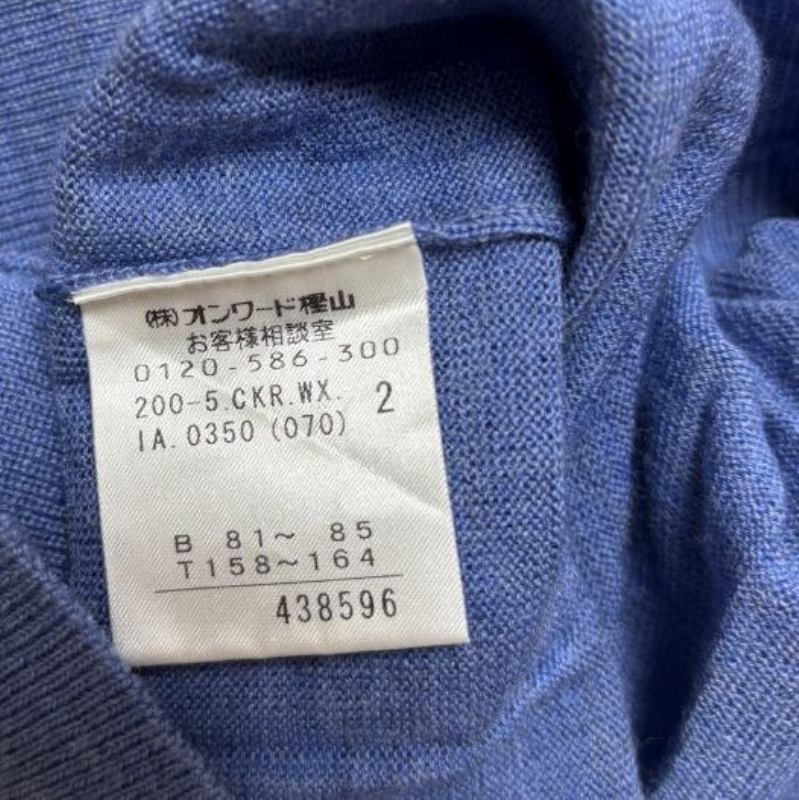 (株)オンワード樫山
お客様相談室
0120-586-300
200-5.CKR.WX. 2
IA.0350 (070)
B 81~ 85
T158~164
438596